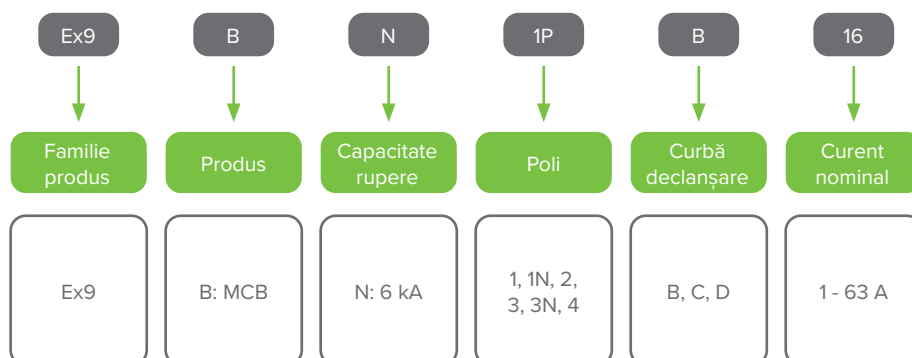 Ex9
B
N
1P
B
16
Familie
produs
Produs
Capacitate
rupere
Poli
Curbă
declanșare
Curent
nominal
Ex9
B: MCB
N: 6 kA
1, 1N, 2,
3, 3N, 4
B, C, D
1 - 63 A